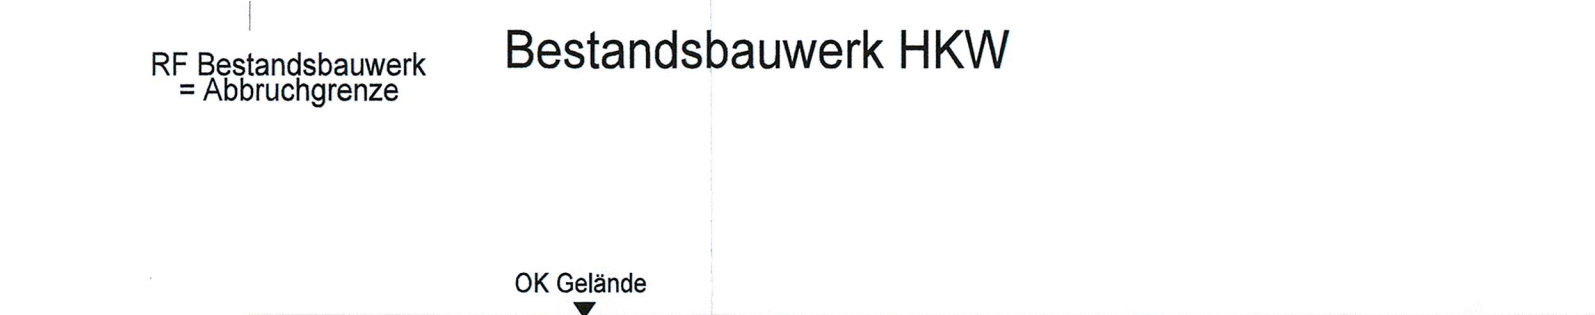 Bestandsbauwerk HKW
RF Bestandsbauwerk
= Abbruchgrenze
OK Gelände